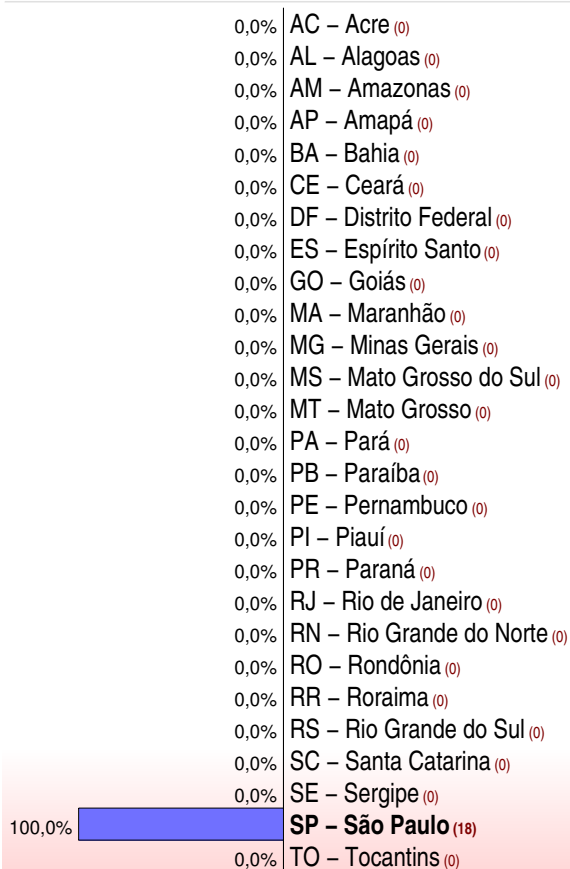 0,0% AC – Acre (0)
0,0% AL – Alagoas (0)
0,0% AM – Amazonas (0)
0,0% AP – Amapá (0)
0,0% BA – Bahia (0)
0,0% CE – Ceará (0)
0,0% DF – Distrito Federal (0)
0,0% ES – Espírito Santo (0)
0,0% GO – Goiás (0)
0,0% MA – Maranhão (0)
0,0% MG – Minas Gerais (0)
0,0% MS – Mato Grosso do Sul (0)
0,0% MT – Mato Grosso (0)
0,0% PA – Pará (0)
0,0% PB – Paraíba (0)
0,0% PE – Pernambuco (0)
0,0% PI – Piauí (0)
0,0% PR – Paraná (0)
0,0% RJ – Rio de Janeiro (0)
0,0% RN – Rio Grande do Norte (0)
0,0% RO – Rondônia (0)
0,0% RR – Roraima (0)
0,0% RS – Rio Grande do Sul (0)
0,0% SC – Santa Catarina (0)
0,0% SE – Sergipe (0)
100,0% SP – São Paulo (18)
0,0% TO – Tocantins (0)